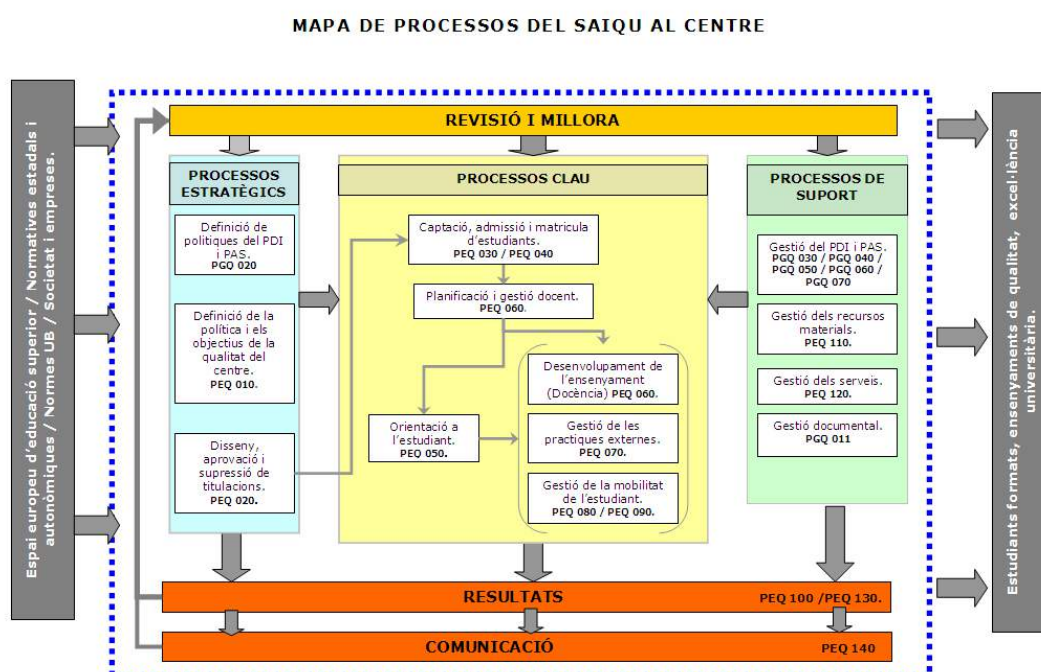 MAPA DE PROCESSOS DEL SAIQU AL CENTRE
Espai europeu d'educació superior / Normatives estadals i
autonòmiques / Normes UB / Societat i empreses.
REVISIÓ I MILLORA
PROCESSOS
ESTRATÈGICS
Definició de
politiques del PDI
i PAS.
PGQ 020
Definició de la
política i els
objectius de la
qualitat del
centre.
PEQ 010.
Disseny,
aprovació i
supressió de
titulacions.
PEQ 020.
PROCESSOS CLAU
Captació, admissió i matricula
d'estudiants.
PEQ 030 / PEQ 040
Planificació i gestió docent.
PEQ 060.
Desenvolupament de
l'ensenyament
(Docència) PEQ 060.
Orientació a
l'estudiant.
PEQ 050.
Gestió de les
practiques externes.
PEQ 070.
Gestió de la mobilitat
de l'estudiant.
PEQ 080 / PEQ 090.
PROCESSOS DE
SUPORT
Gestió del PDI i PAS.
PGQ 030 / PGQ 040 /
PGQ 050 / PGQ 060 /
PGQ 070
Gestió dels recursos
materials.
PEQ 110.
Gestió dels serveis.
PEQ 120.
Gestió documental.
PGQ 011
RESULTATS PEQ 100 /PEQ 130.
COMUNICACIÓ PEQ 140
Estudiants formats, ensenyaments de qualitat, excel·lència
universitària.